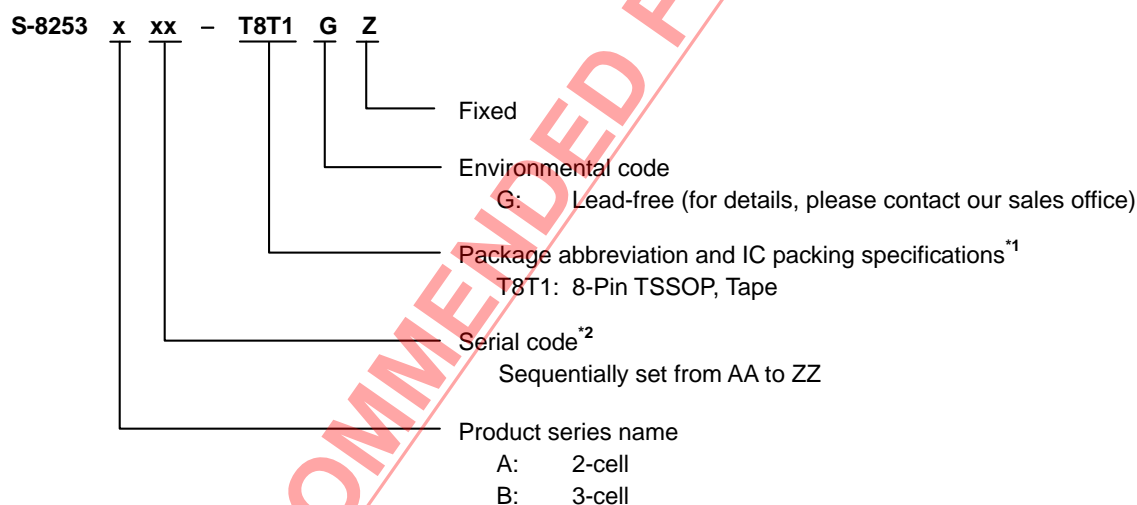 S-8253 x xx – T8T1 G Z
Fixed
Environmental code
G: Lead-free (for details, please contact our sales office)
Package abbreviation and IC packing specifications*1
T8T1: 8-Pin TSSOP, Tape
Serial code*2
Sequentially set from AA to ZZ
Product series name
A: 2-cell
B: 3-cell
OMMENDED F